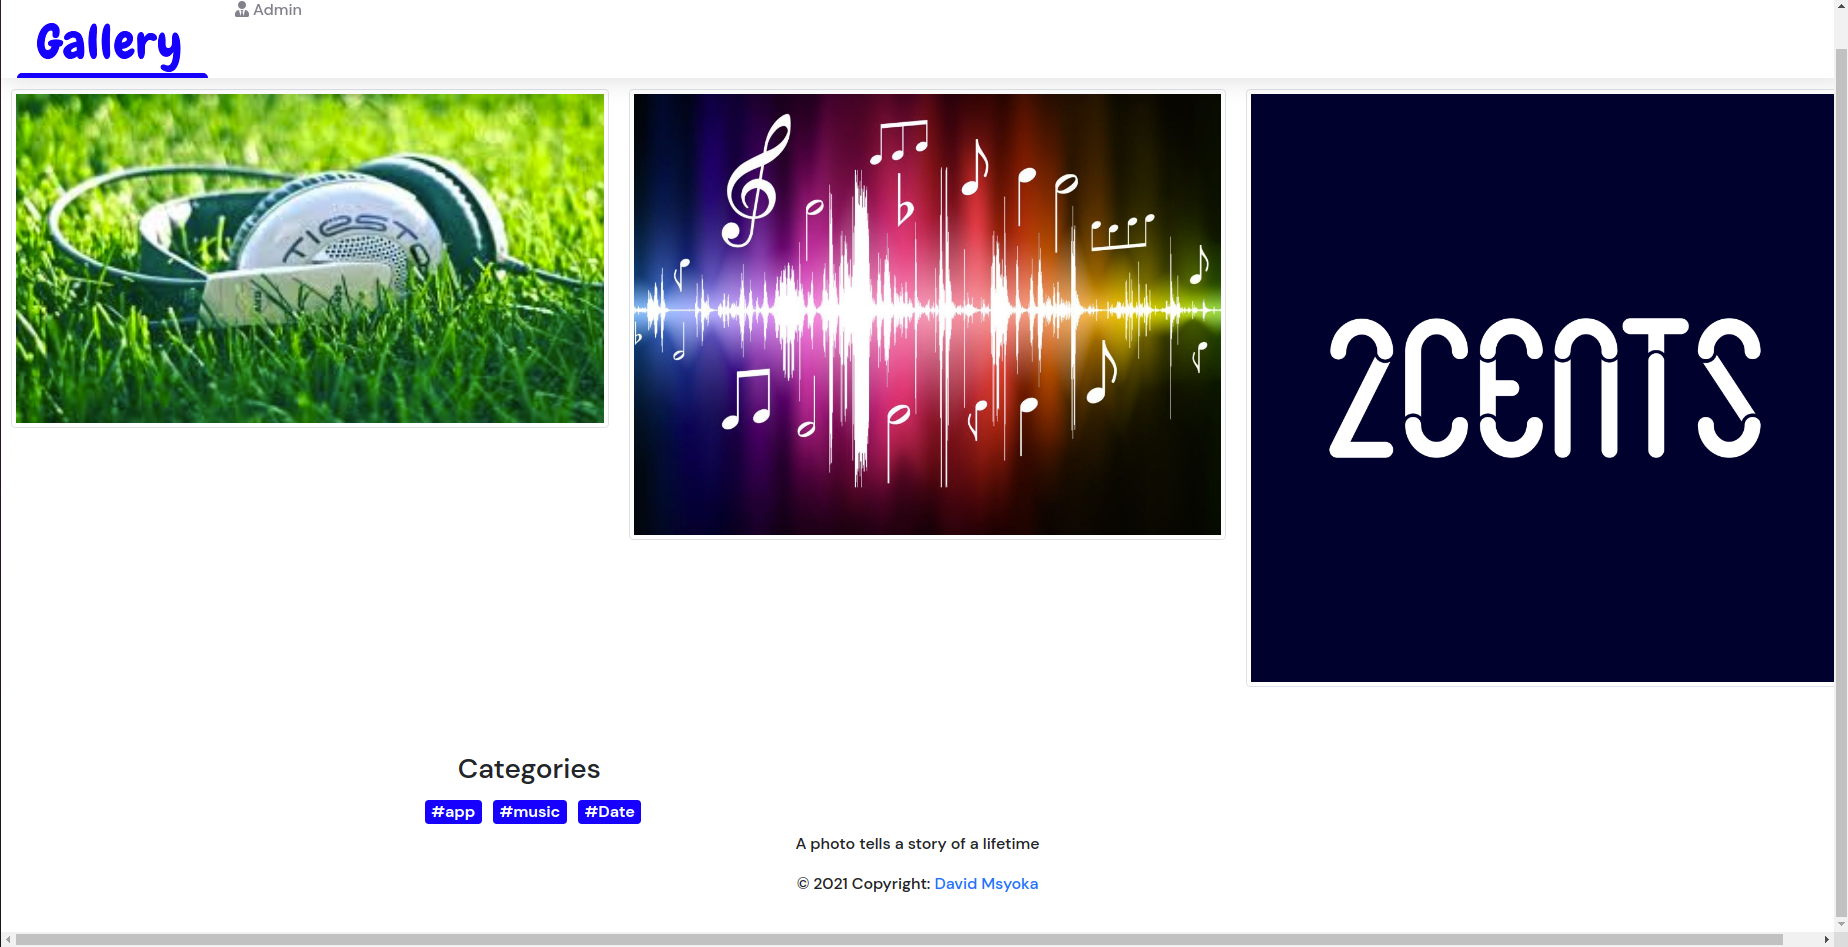 Admin
Gallery
TIESTO
2CENTS
Categories
#app #music #Date
A photo tells a story of a lifetime
© 2021 Copyright: David Msyoka